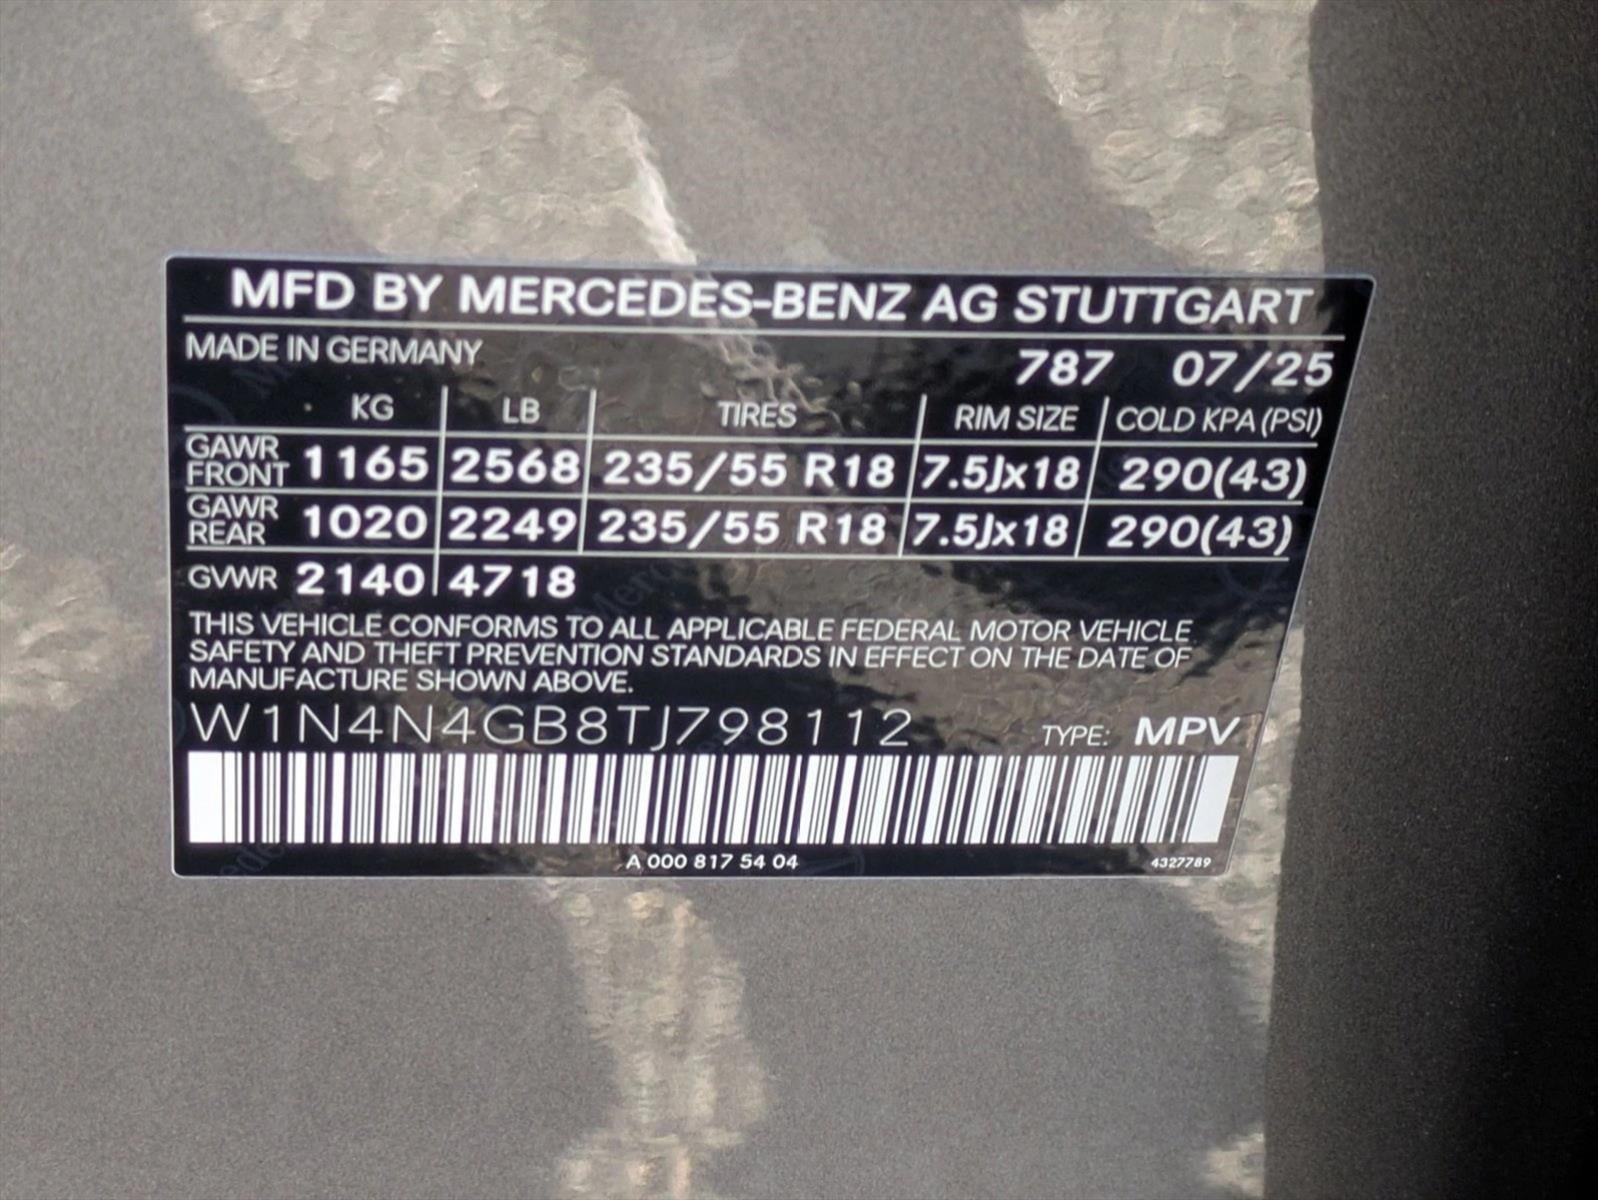 MFD BY MERCEDES-BENZ AG STUTTGART
MADE IN GERMANY
787 07/25
KG LB TIRES RIM SIZE COLD KPA (PSI)
GAWR FRONT 1165 2568 235/55 R18 7.5Jx18 290(43)
GAWR REAR 1020 2249 235/55 R18 7.5Jx18 290(43)
GVWR 2140 4718
THIS VEHICLE CONFORMS TO ALL APPLICABLE FEDERAL MOTOR VEHICLE
SAFETY AND THEFT PREVENTION STANDARDS IN EFFECT ON THE DATE OF
MANUFACTURE SHOWN ABOVE.
W1N4N4GB8TJ798112 TYPE: MPV
A 000 817 54 04 4327789